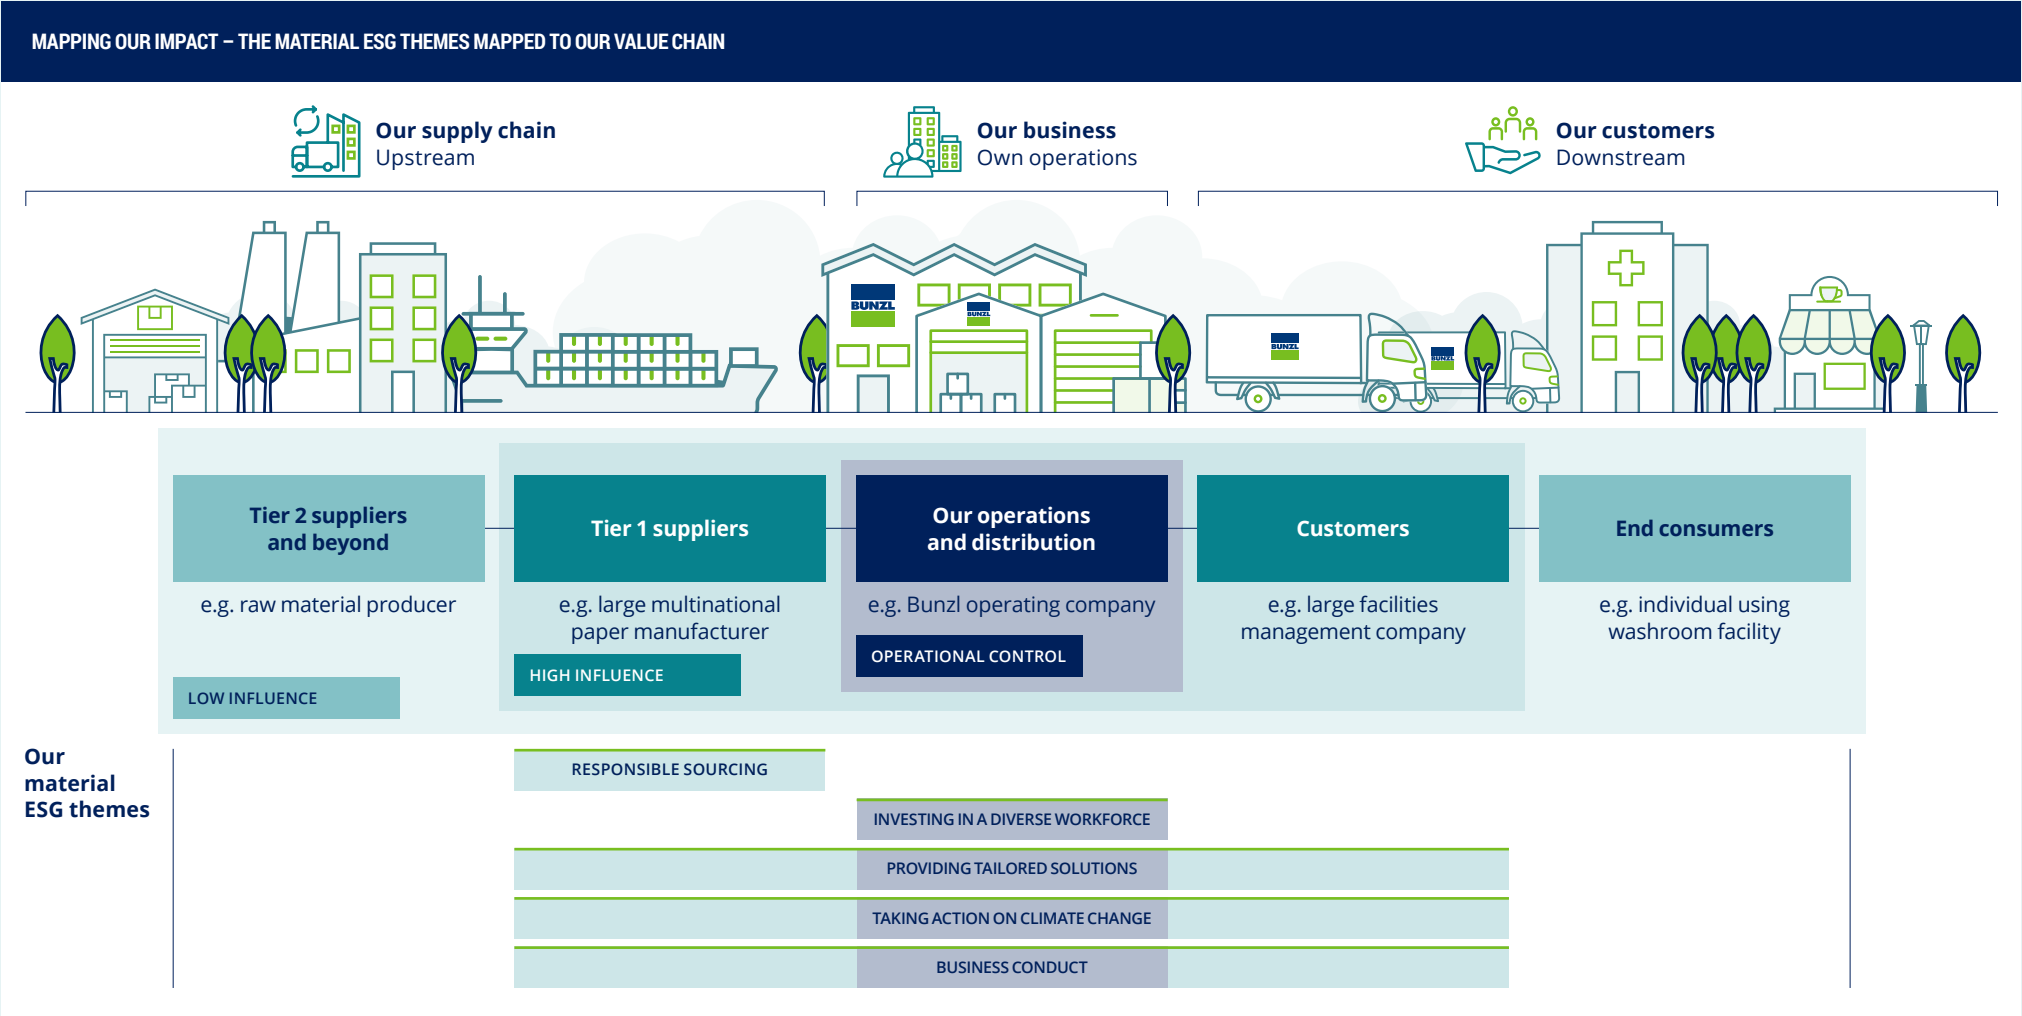 MAPPING OUR IMPACT – THE MATERIAL ESG THEMES MAPPED TO OUR VALUE CHAIN
Our supply chain
Upstream
Our business
Own operations
Our customers
Downstream
BUNZL
BUNZL
BUNZL
BUNZL
Tier 2 suppliers
and beyond
e.g. raw material producer
LOW INFLUENCE
Tier 1 suppliers
e.g. large multinational
paper manufacturer
HIGH INFLUENCE
Our operations
and distribution
e.g. Bunzl operating company
OPERATIONAL CONTROL
Customers
e.g. large facilities
management company
End consumers
e.g. individual using
washroom facility
Our
material
ESG themes
RESPONSIBLE SOURCING
INVESTING IN A DIVERSE WORKFORCE
PROVIDING TAILORED SOLUTIONS
TAKING ACTION ON CLIMATE CHANGE
BUSINESS CONDUCT